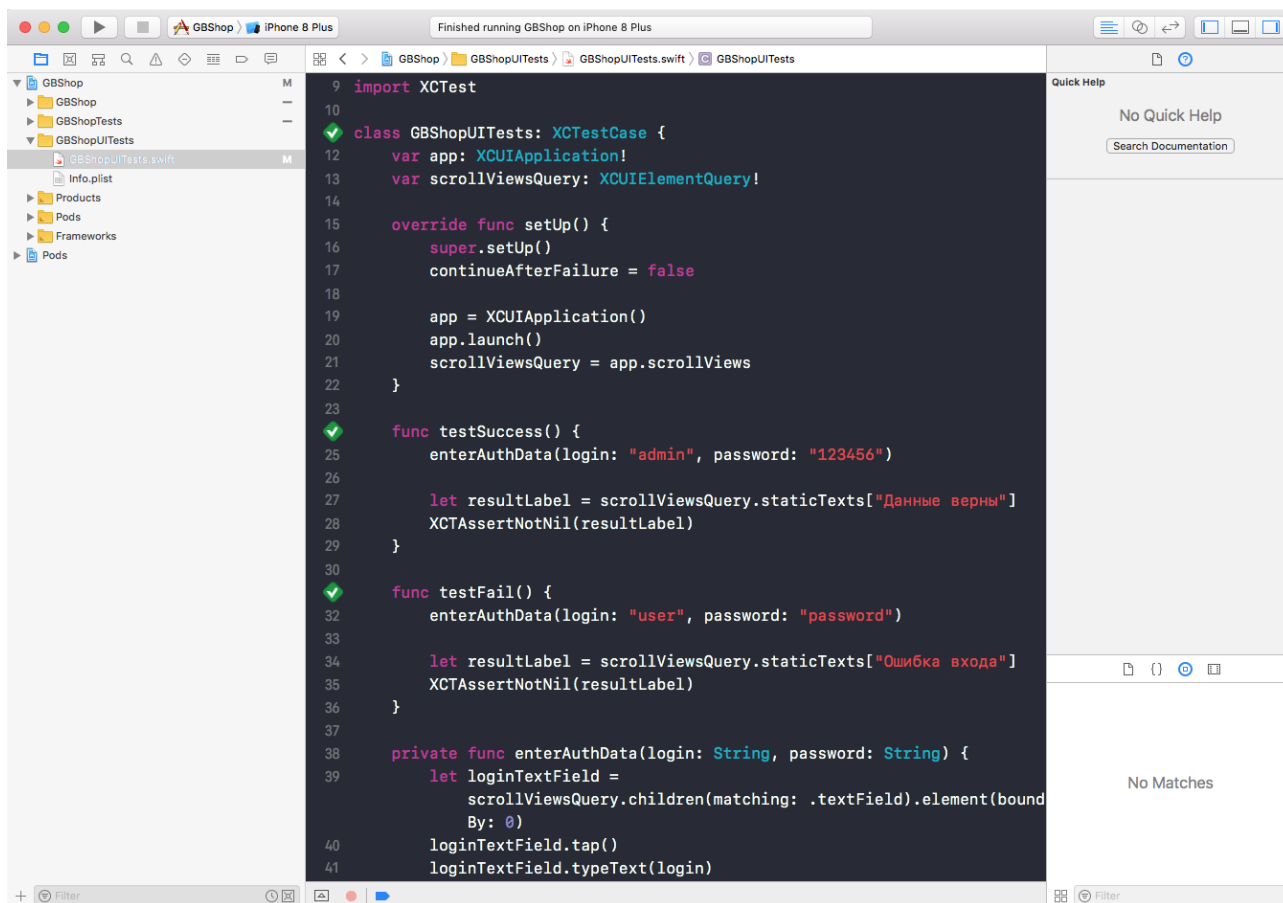 GBShop 〉 iPhone 8 Plus
Finished running GBShop on iPhone 8 Plus
GBShop 〉 GBShopUITests 〉 GBShopUITests.swift 〉 C GBShopUITests
GBShop M
GBShop –
GBShopTests –
GBShopUITests
GBShopUITests.swift M
Info.plist
Products
Pods
Frameworks
Pods
Filter
9 import XCTest
10
class GBShopUITests: XCTestCase {
12 var app: XCUIApplication!
13 var scrollViewsQuery: XCUIElementQuery!
14
15 override func setUp() {
16 super.setUp()
17 continueAfterFailure = false
18
19 app = XCUIApplication()
20 app.launch()
21 scrollViewsQuery = app.scrollViews
22 }
23
func testSuccess() {
25 enterAuthData(login: "admin", password: "123456")
26
27 let resultLabel = scrollViewsQuery.staticTexts["Данные верны"]
28 XCTAssertNotNil(resultLabel)
29 }
30
func testFail() {
32 enterAuthData(login: "user", password: "password")
33
34 let resultLabel = scrollViewsQuery.staticTexts["Ошибка входа"]
35 XCTAssertNotNil(resultLabel)
36 }
37
38 private func enterAuthData(login: String, password: String) {
39 let loginTextField =
scrollViewsQuery.children(matching: .textField).element(bound
By: 0)
40 loginTextField.tap()
41 loginTextField.typeText(login)
Quick Help
No Quick Help
Search Documentation
{}
No Matches
Filter